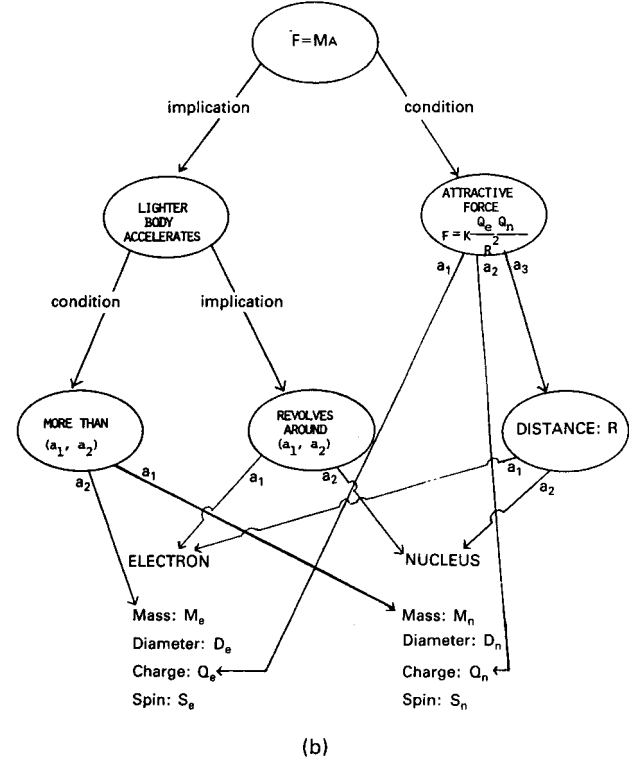 F=MA
implication
condition
LIGHTER
BODY
ACCELERATES
ATTRACTIVE
FORCE
F = K Qe Qn
R²
a₁ a₂ a₃
condition
implication
MORE THAN
(a₁, a₂)
REVOLVES
AROUND
(a₁, a₂)
DISTANCE: R
a₂ a₁
a₁ a₂
a₁
a₂
ELECTRON
NUCLEUS
Mass: Mₑ
Diameter: Dₑ
Charge: Qₑ
Spin: Sₑ
Mass: Mₙ
Diameter: Dₙ
Charge: Qₙ
Spin: Sₙ
(b)